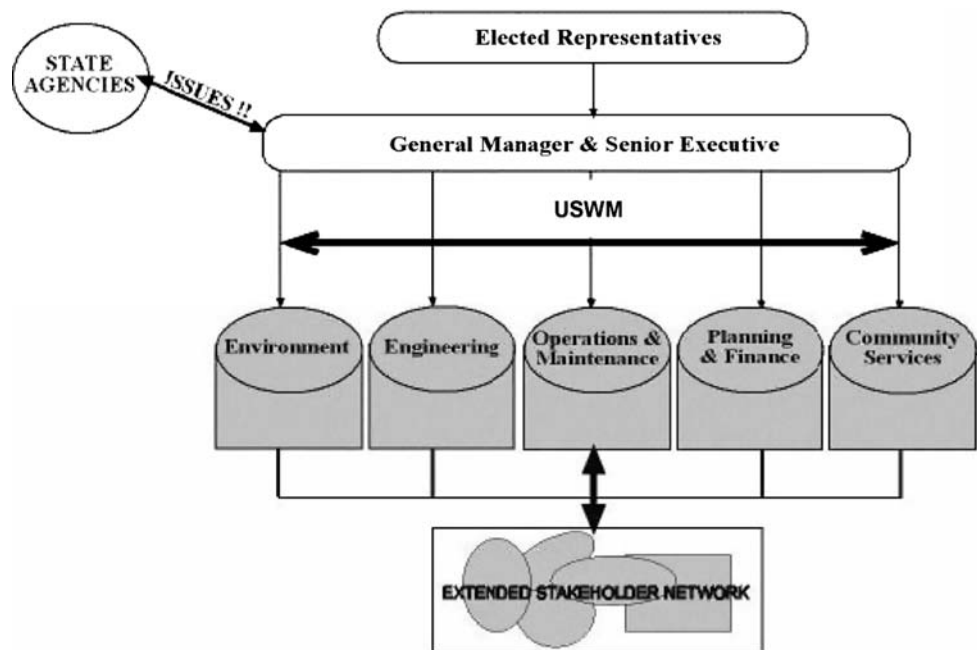 Elected Representatives
STATE
AGENCIES
ISSUES !!
General Manager & Senior Executive
USWM
Environment
Engineering
Operations &
Maintenance
Planning
& Finance
Community
Services
EXTENDED STAKEHOLDER NETWORK